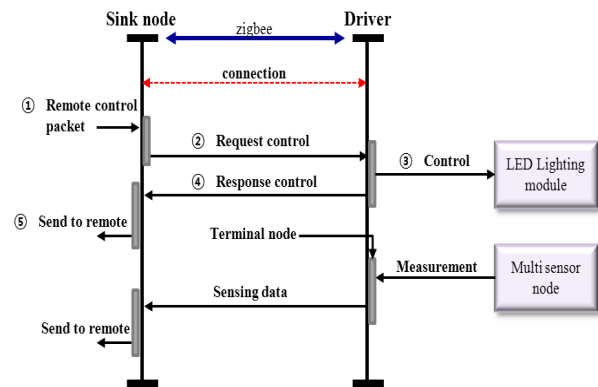 Sink node
Driver
zigbee
connection
① Remote control
packet
② Request control
③ Control
LED Lighting
module
④ Response control
⑤ Send to remote
Terminal node
Measurement
Multi sensor
node
Sensing data
Send to remote